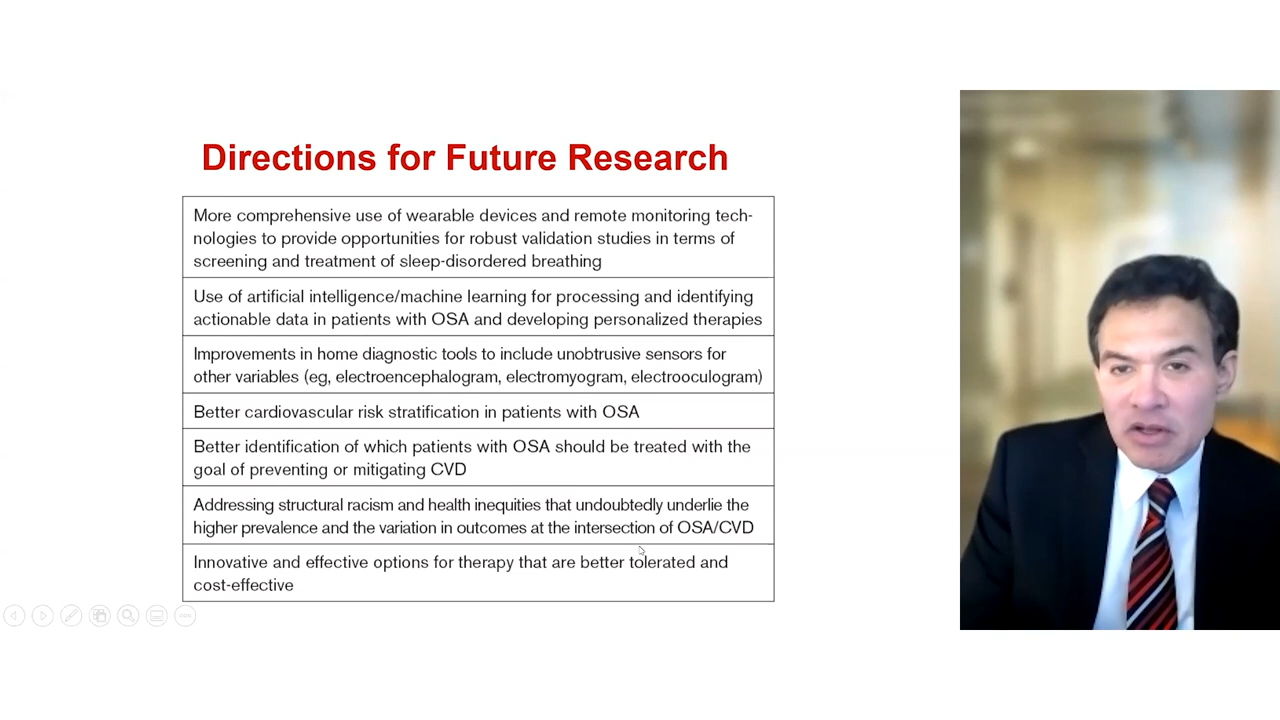 Directions for Future Research
More comprehensive use of wearable devices and remote monitoring tech-
nologies to provide opportunities for robust validation studies in terms of
screening and treatment of sleep-disordered breathing
Use of artificial intelligence/machine learning for processing and identifying
actionable data in patients with OSA and developing personalized therapies
Improvements in home diagnostic tools to include unobtrusive sensors for
other variables (eg, electroencephalogram, electromyogram, electrooculogram)
Better cardiovascular risk stratification in patients with OSA
Better identification of which patients with OSA should be treated with the
goal of preventing or mitigating CVD
Addressing structural racism and health inequities that undoubtedly underlie the
higher prevalence and the variation in outcomes at the intersection of OSA/CVD
Innovative and effective options for therapy that are better tolerated and
cost-effective